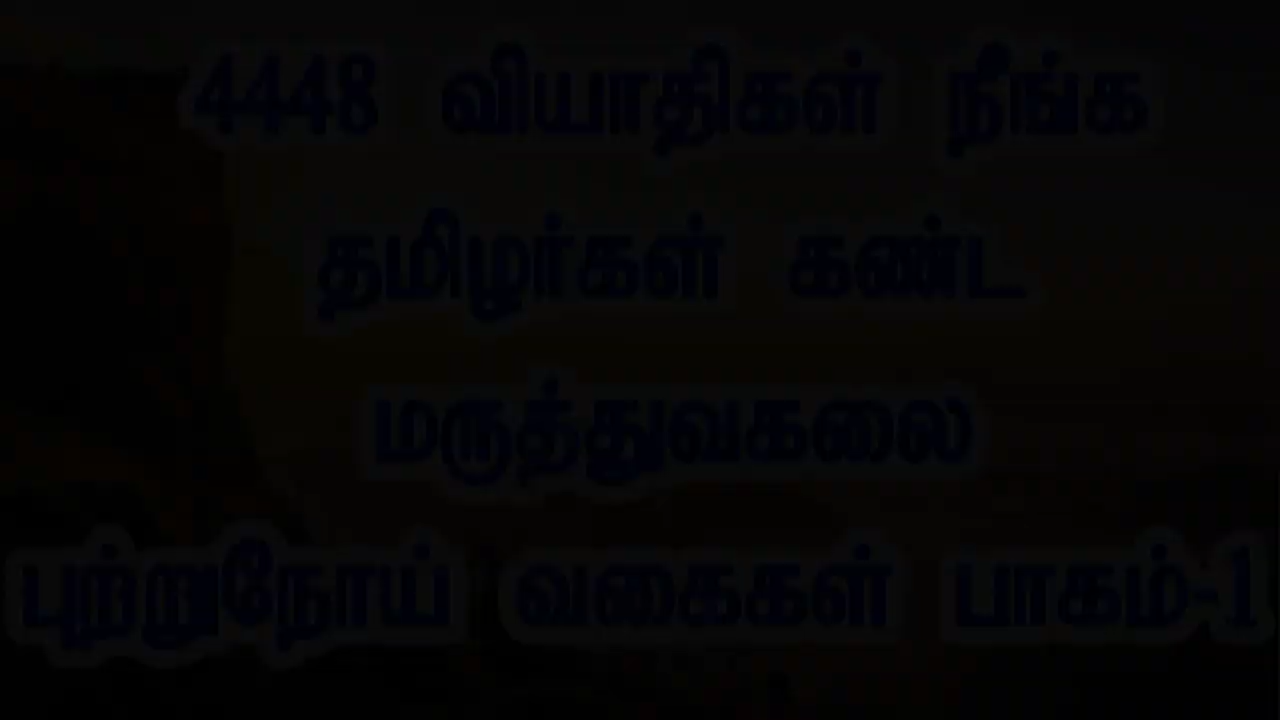 4448 வியாதிகள் நீங்க
தமிழர்கள் கண்ட
மருத்துவகலை
புற்றுநோய் வகைகள் பாகம்-1